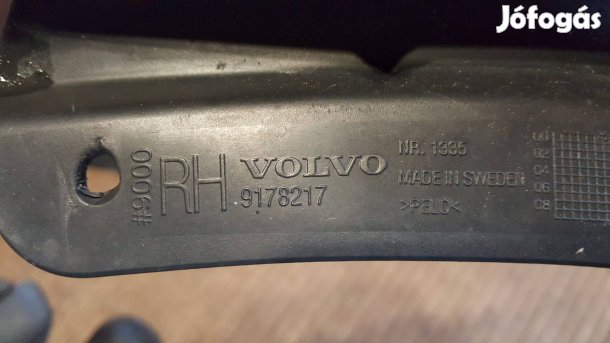 Jófogás
#9000
RH
VOLVO
9178217
NR. 1335
MADE IN SWEDEN
>PELD<
00
02
04
06
08